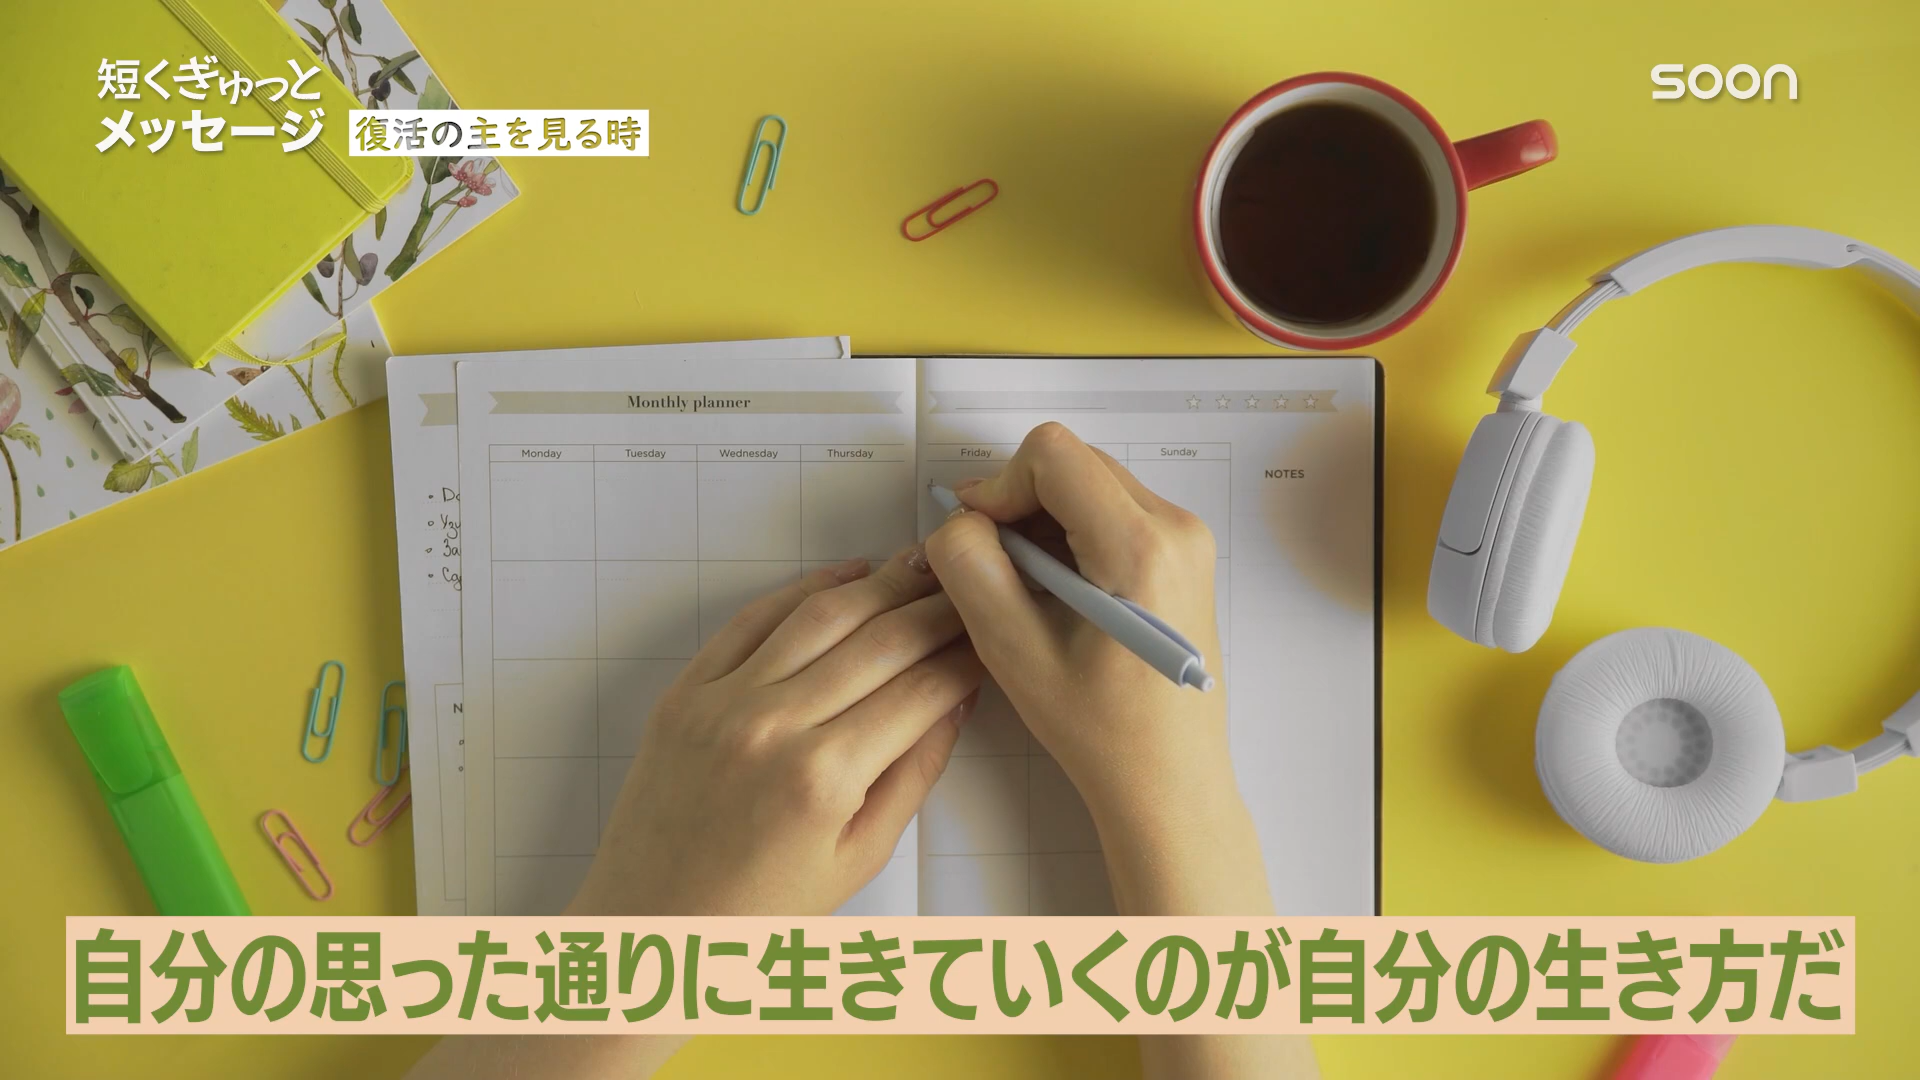 短くぎゅっと
メッセージ
復活の主を見る時
soon
Monthly planner
Monday Tuesday Wednesday Thursday Friday Sunday
NOTES
自分の思った通りに生きていくのが自分の生き方だ